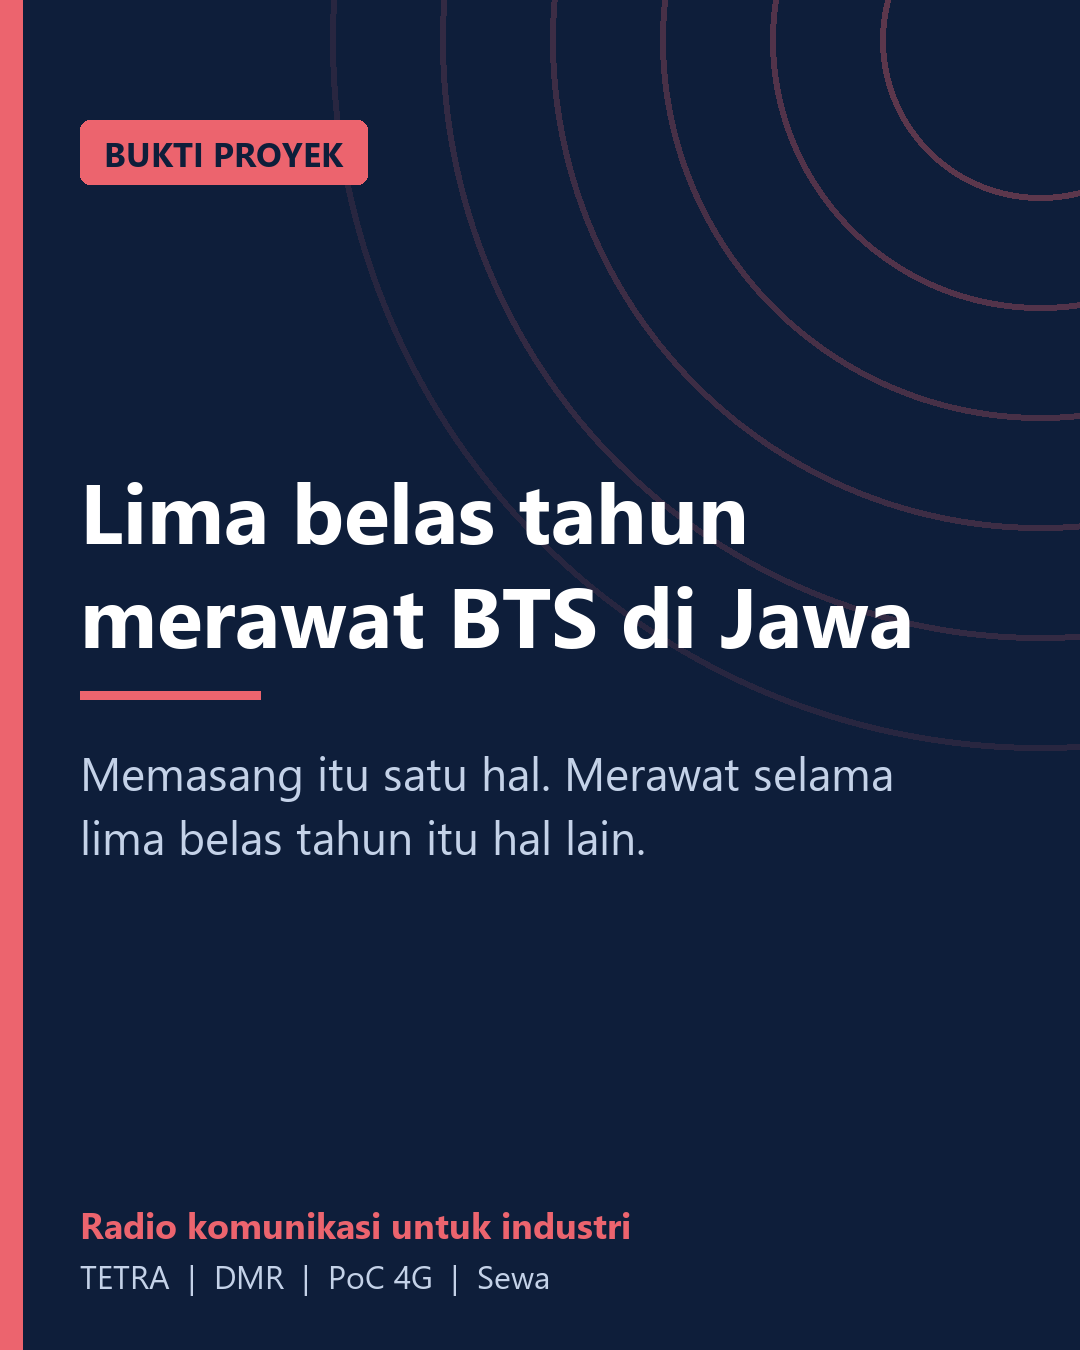 BUKTI PROYEK
Lima belas tahun
merawat BTS di Jawa
Memasang itu satu hal. Merawat selama
lima belas tahun itu hal lain.
Radio komunikasi untuk industri
TETRA | DMR | PoC 4G | Sewa